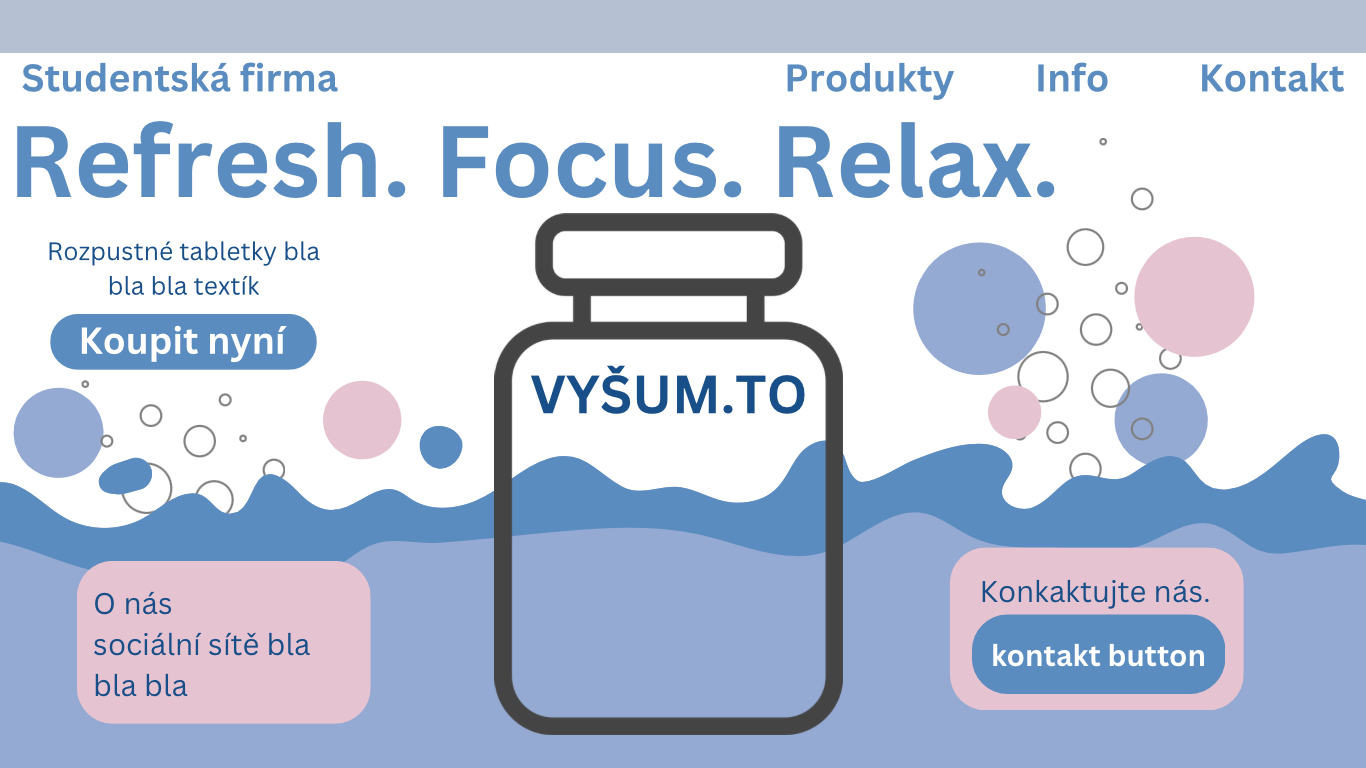 Studentská firma
Produkty
Info
Kontakt
Refresh. Focus. Relax.
Rozpustné tabletky bla
bla bla textík
Koupit nyní
VYŠUM.TO
O nás
sociální sítě bla
bla bla
Konkaktujte nás.
kontakt button